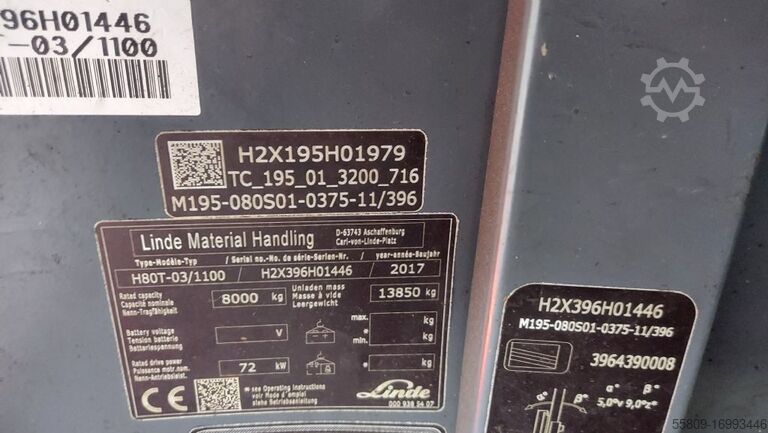 96H01446
T-03/1100
H2X195H01979
TC_195_01_3200_716
M195-080S01-0375-11/396
Linde Material Handling
D-63743 Aschaffenburg
Carl-von-Linde-Platz
Type-Modèle-Typ / Serial no.-No. de série-Serien-Nr. / year-année-Baujahr
H80T-03/1100 / H2X396H01446 / 2017
Rated capacity
Capacité nominale
Nenn-Tragfähigkeit
8000 kg
Unladen mass
Masse à vide
Leergewicht
13850 kg
Battery voltage
Tension batterie
Batteriespannung
V
max.
kg
min.
kg
Rated drive power
Puissance motr.nom.
Nenn-Antriebsleist.
72 kW
see Operating instructions
voir Mode d'emploi
siehe Betriebsanleitung
Linde
000 938 54 07
H2X396H01446
M195-080S01-0375-11/396
3964390008
α° β°
α° β° 5,0°v 9,0°z°
55809-16993446